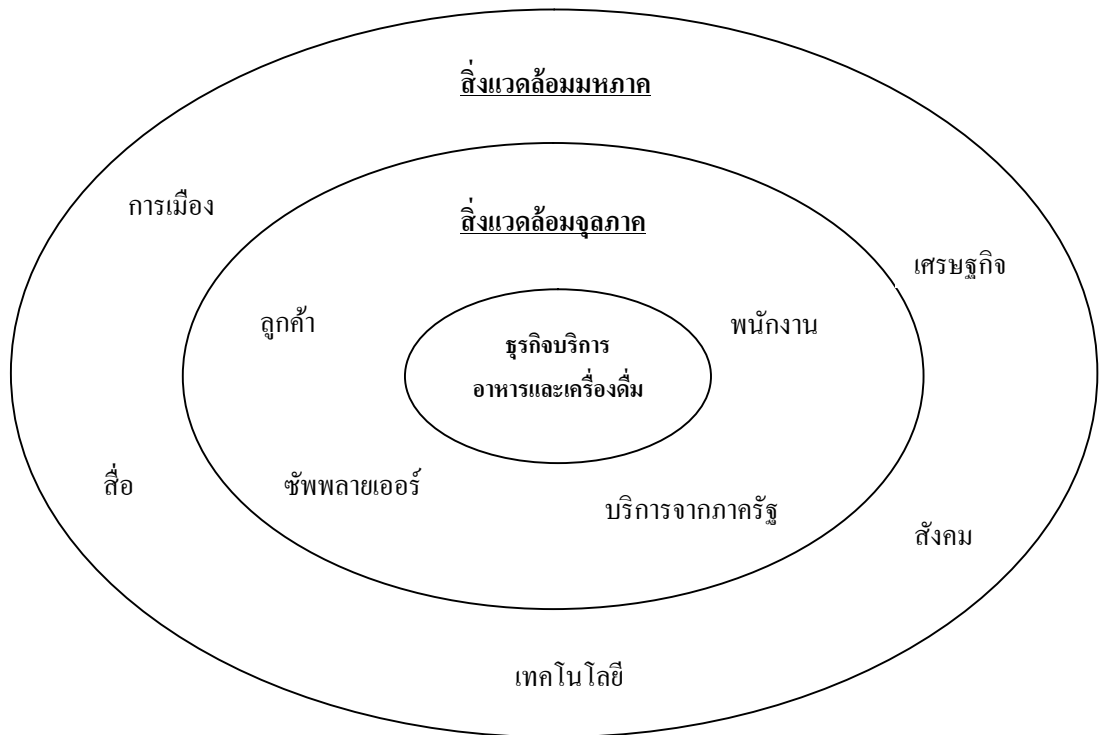 สิ่งแวดล้อมมหภาค
การเมือง
สิ่งแวดล้อมจุลภาค
เศรษฐกิจ
ลูกค้า
พนักงาน
ธุรกิจบริการ
อาหารและเครื่องดื่ม
สื่อ
ซัพพลายเออร์
บริการจากภาครัฐ
สังคม
เทคโนโลยี